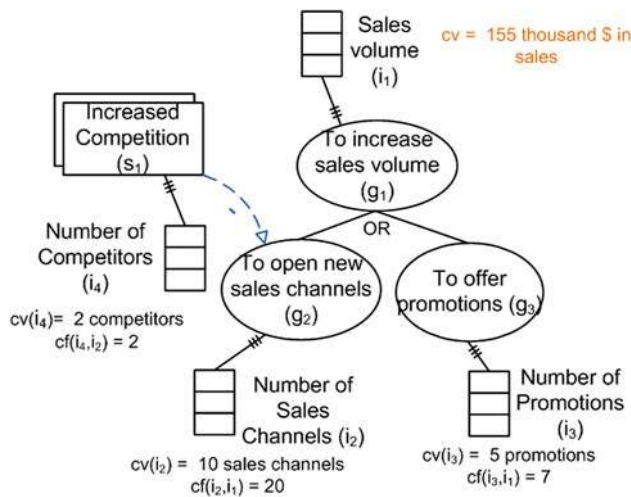 Sales
volume
(i1)
cv = 155 thousand $ in
sales
Increased
Competition
(s1)
To increase
sales volume
(g1)
OR
Number of
Competitors
(i4)
cv(i4)= 2 competitors
cf(i4,i2) = 2
To open new
sales channels
(g2)
To offer
promotions (g3)
Number of
Sales
Channels (i2)
cv(i2) = 10 sales channels
cf(i2,i1) = 20
Number of
Promotions
(i3)
cv(i3) = 5 promotions
cf(i3,i1) = 7